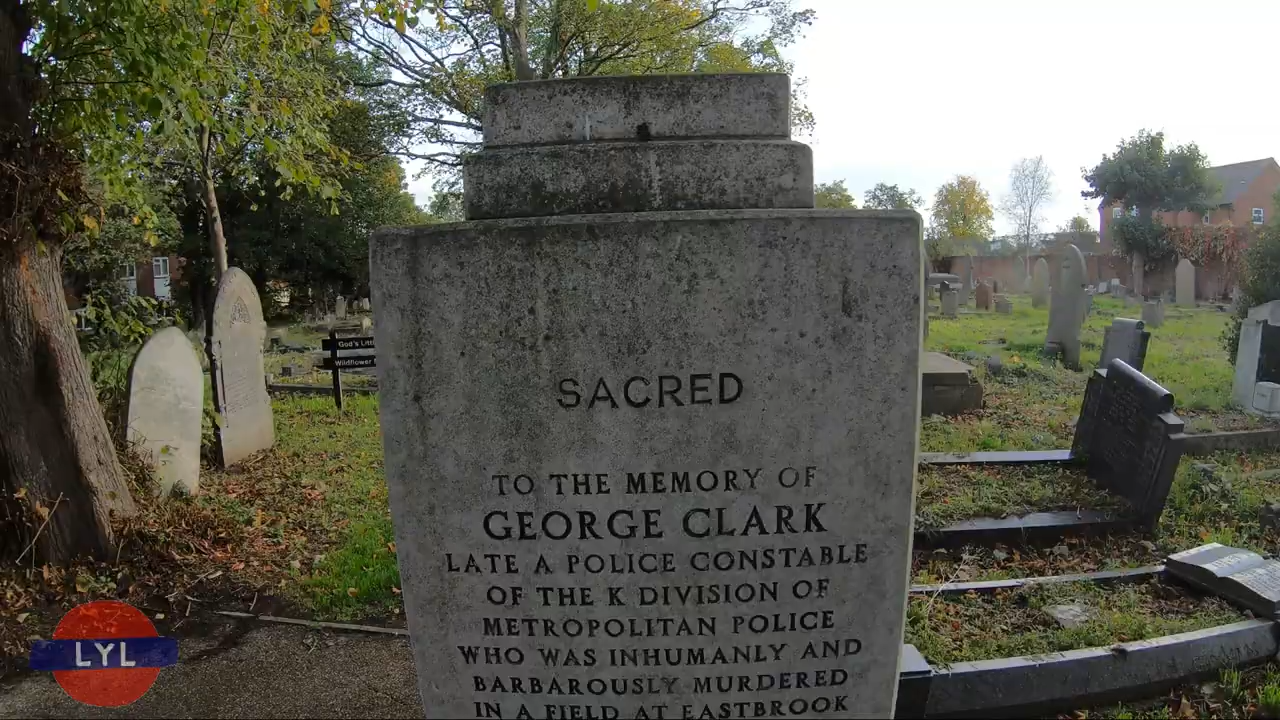 God's Littl
Wildflower
SACRED
TO THE MEMORY OF
GEORGE CLARK
LATE A POLICE CONSTABLE
OF THE K DIVISION OF
METROPOLITAN POLICE
WHO WAS INHUMANLY AND
BARBAROUSLY MURDERED
IN A FIELD AT EASTBROOK
LYL